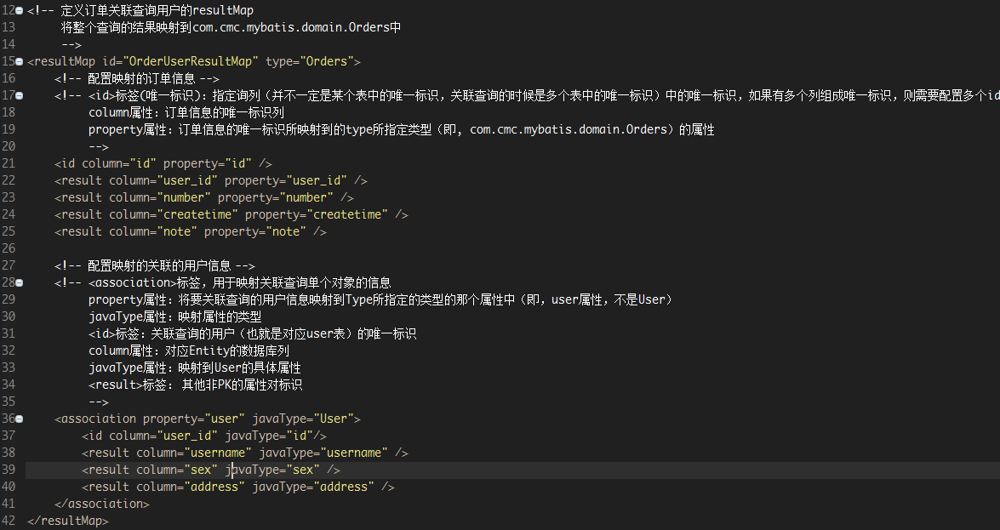 12 <!-- 定义订单关联查询用户的resultMap
13 将整个查询的结果映射到com.cmc.mybatis.domain.Orders中
14 -->
15 <resultMap id="OrderUserResultMap" type="Orders">
16 <!-- 配置映射的订单信息 -->
17 <!-- <id>标签(唯一标识)：指定询列（并不一定是某个表中的唯一标识，关联查询的时候是多个表中的唯一标识）中的唯一标识，如果有多个列组成唯一标识，则需要配置多个id
18 column属性：订单信息的唯一标识列
19 property属性：订单信息的唯一标识所映射到的type所指定类型（即, com.cmc.mybatis.domain.Orders）的属性
20 -->
21 <id column="id" property="id" />
22 <result column="user_id" property="user_id" />
23 <result column="number" property="number" />
24 <result column="createtime" property="createtime" />
25 <result column="note" property="note" />
26
27 <!-- 配置映射的关联的用户信息 -->
28 <!-- <association>标签，用于映射关联查询单个对象的信息
29 property属性：将要关联查询的用户信息映射到Type所指定的类型的那个属性中（即，user属性，不是User）
30 javaType属性：映射属性的类型
31 <id>标签：关联查询的用户（也就是对应user表）的唯一标识
32 column属性：对应Entity的数据库列
33 javaType属性：映射到User的具体属性
34 <result>标签： 其他非PK的属性对标识
35 -->
36 <association property="user" javaType="User">
37 <id column="user_id" javaType="id"/>
38 <result column="username" javaType="username" />
39 <result column="sex" javaType="sex" />
40 <result column="address" javaType="address" />
41 </association>
42 </resultMap>